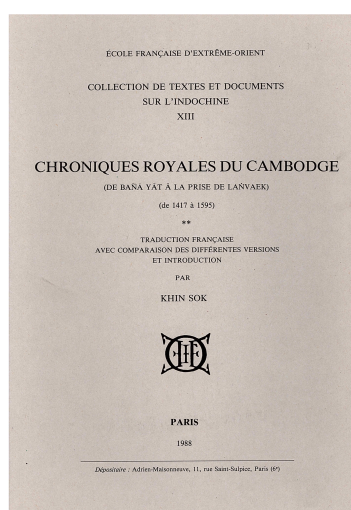 ÉCOLE FRANÇAISE D'EXTRÊME-ORIENT
COLLECTION DE TEXTES ET DOCUMENTS
SUR L'INDOCHINE
XIII
CHRONIQUES ROYALES DU CAMBODGE
(DE BAÑĀ YĀT À LA PRISE DE LAṄVAEK)
(de 1417 à 1595)
**
TRADUCTION FRANÇAISE
AVEC COMPARAISON DES DIFFÉRENTES VERSIONS
ET INTRODUCTION
PAR
KHIN SOK
PARIS
1988
Dépositaire : Adrien-Maisonneuve, 11, rue Saint-Sulpice, Paris (6e)